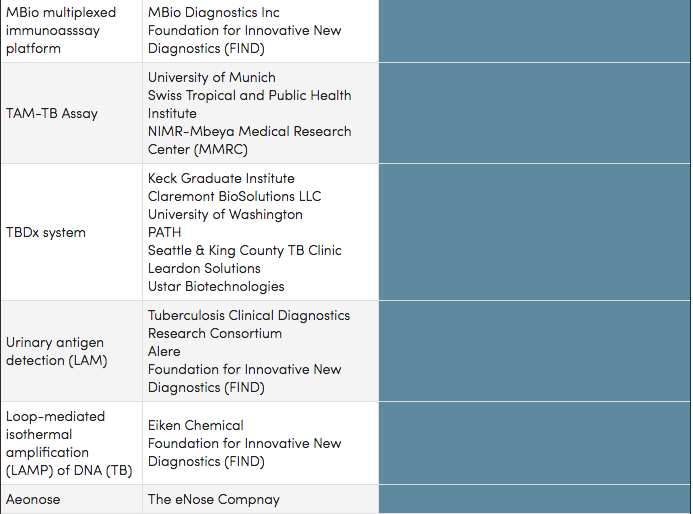 MBio multiplexed
immunoasssay
platform
MBio Diagnostics Inc
Foundation for Innovative New
Diagnostics (FIND)
TAM-TB Assay
University of Munich
Swiss Tropical and Public Health
Institute
NIMR-Mbeya Medical Research
Center (MMRC)
TBDx system
Keck Graduate Institute
Claremont BioSolutions LLC
University of Washington
PATH
Seattle & King County TB Clinic
Leardon Solutions
Ustar Biotechnologies
Urinary antigen
detection (LAM)
Tuberculosis Clinical Diagnostics
Research Consortium
Alere
Foundation for Innovative New
Diagnostics (FIND)
Loop-mediated
isothermal
amplification
(LAMP) of DNA (TB)
Eiken Chemical
Foundation for Innovative New
Diagnostics (FIND)
Aeonose
The eNose Compnay